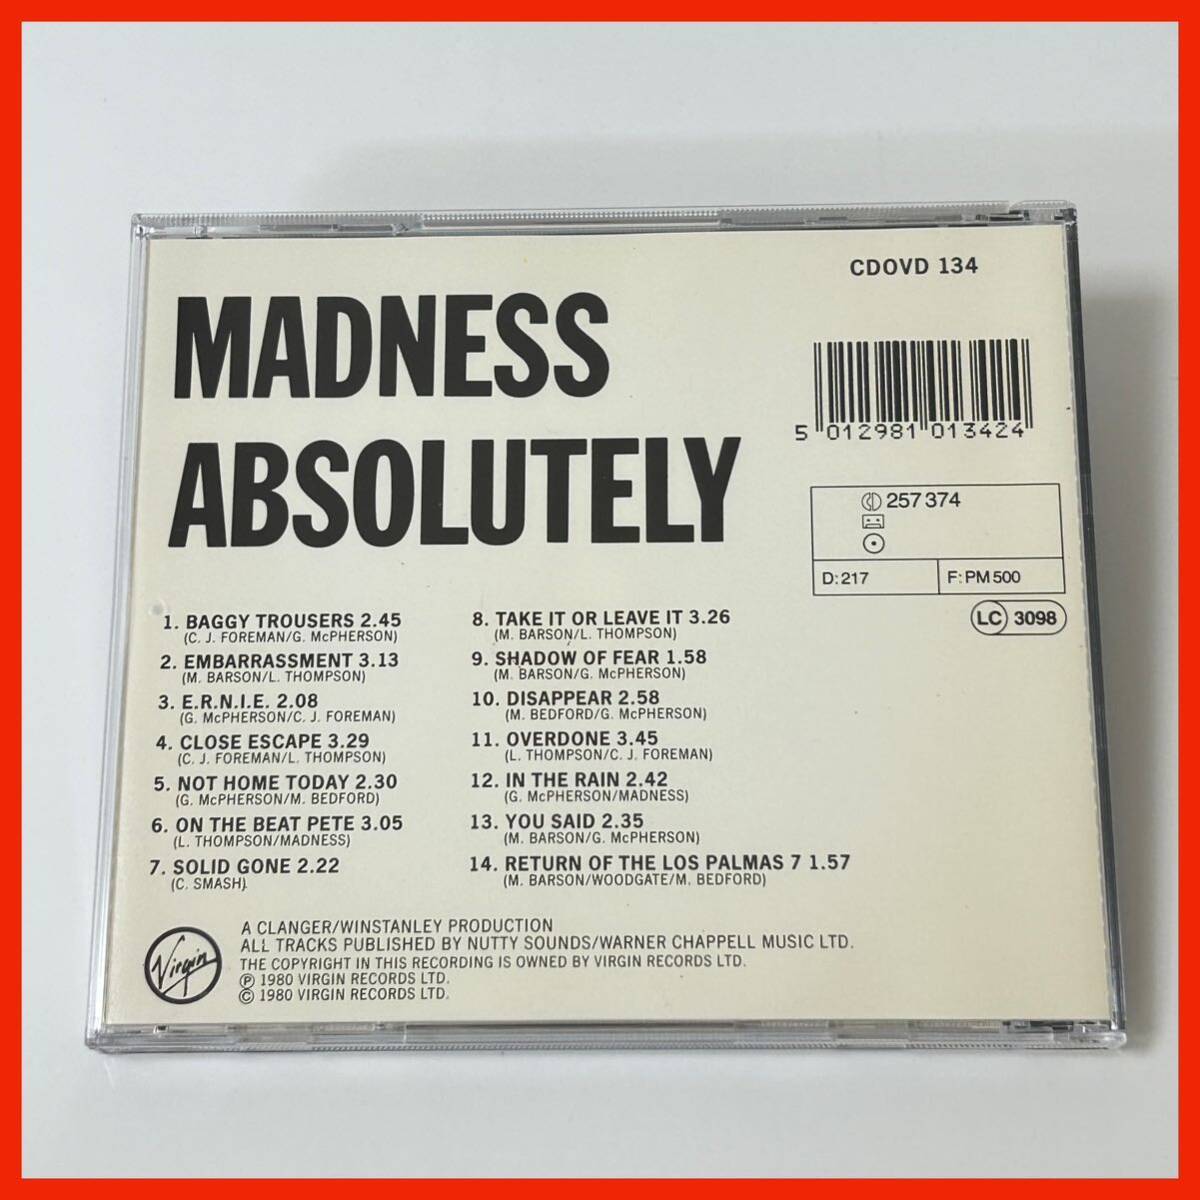 CDOVD 134
MADNESS
ABSOLUTELY
5 012981 013424
CD 257 374
D: 217
F: PM 500
LC 3098
1. BAGGY TROUSERS 2.45
(C. J. FOREMAN/G. McPHERSON)
2. EMBARRASSMENT 3.13
(M. BARSON/L. THOMPSON)
3. E.R.N.I.E. 2.08
(G. McPHERSON/C. J. FOREMAN)
4. CLOSE ESCAPE 3.29
(C. J. FOREMAN/L. THOMPSON)
5. NOT HOME TODAY 2.30
(G. McPHERSON/M. BEDFORD)
6. ON THE BEAT PETE 3.05
(L. THOMPSON/MADNESS)
7. SOLID GONE 2.22
(C. SMASH)
8. TAKE IT OR LEAVE IT 3.26
(M. BARSON/L. THOMPSON)
9. SHADOW OF FEAR 1.58
(M. BARSON/G. McPHERSON)
10. DISAPPEAR 2.58
(M. BEDFORD/G. McPHERSON)
11. OVERDONE 3.45
(L. THOMPSON/C. J. FOREMAN)
12. IN THE RAIN 2.42
(G. McPHERSON/MADNESS)
13. YOU SAID 2.35
(M. BARSON/G. McPHERSON)
14. RETURN OF THE LOS PALMAS 7 1.57
(M. BARSON/WOODGATE/M. BEDFORD)
Virgin
A CLANGER/WINSTANLEY PRODUCTION
ALL TRACKS PUBLISHED BY NUTTY SOUNDS/WARNER CHAPPELL MUSIC LTD.
THE COPYRIGHT IN THIS RECORDING IS OWNED BY VIRGIN RECORDS LTD.
℗ 1980 VIRGIN RECORDS LTD.
© 1980 VIRGIN RECORDS LTD.